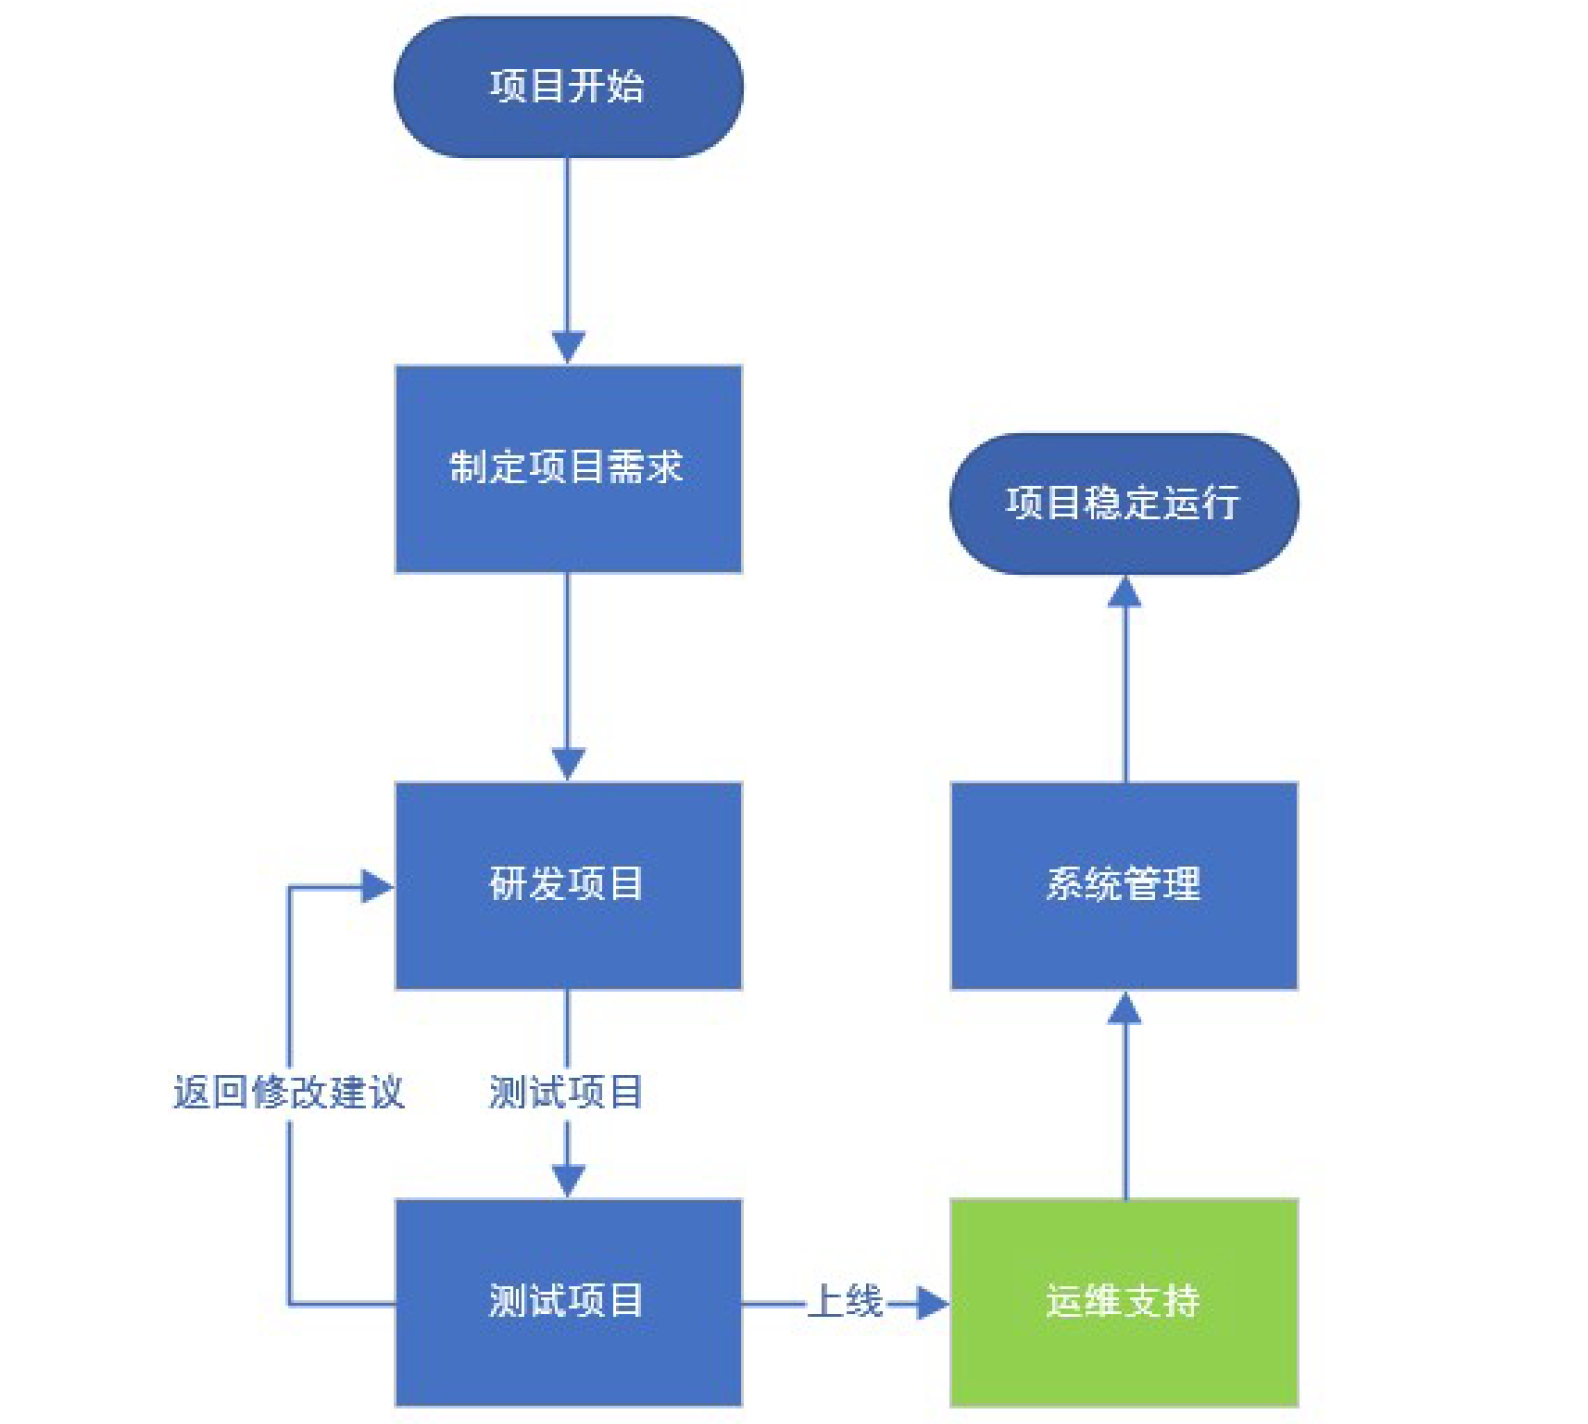 项目开始
制定项目需求
项目稳定运行
研发项目
系统管理
返回修改建议
测试项目
测试项目
上线
运维支持